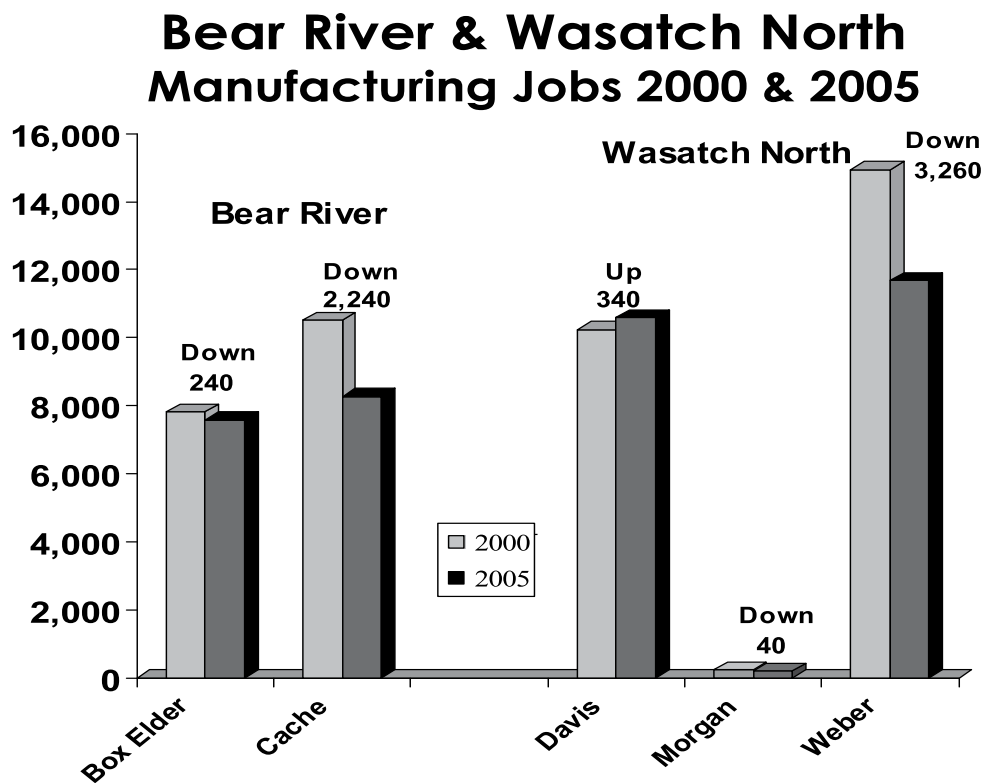 Bear River & Wasatch North
Manufacturing Jobs 2000 & 2005
16,000
14,000
12,000
10,000
8,000
6,000
4,000
2,000
0
Bear River
Wasatch North
Down
240
Down
2,240
Up
340
Down
40
Down
3,260
2000
2005
Box Elder
Cache
Davis
Morgan
Weber